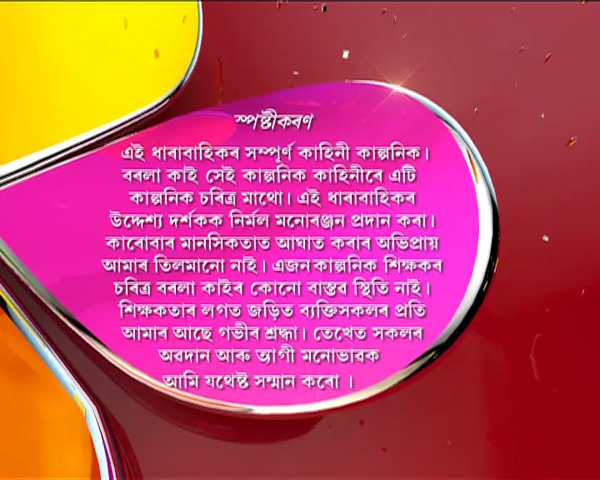 স্পষ্টীকৰণ
এই ধাৰাবাহিকৰ সম্পূৰ্ণ কাহিনী কাল্পনিক।
বৰলা কাই সেই কাল্পনিক কাহিনীৰে এটি
কাল্পনিক চৰিত্ৰ মাথো। এই ধাৰাবাহিকৰ
উদ্দেশ্য দৰ্শকক নিৰ্মল মনোৰঞ্জন প্ৰদান কৰা।
কাৰোবাৰ মানসিকতাত আঘাত কৰাৰ অভিপ্ৰায়
আমাৰ তিলমানো নাই। এজন কাল্পনিক শিক্ষকৰ
চৰিত্ৰ বৰলা কাইৰ কোনো বাস্তৱ স্থিতি নাই।
শিক্ষকতাৰ লগত জড়িত ব্যক্তিসকলৰ প্ৰতি
আমাৰ আছে গভীৰ শ্ৰদ্ধা। তেখেত সকলৰ
অৱদান আৰু ত্যাগী মনোভাৱক
আমি যথেষ্ট সন্মান কৰো ।